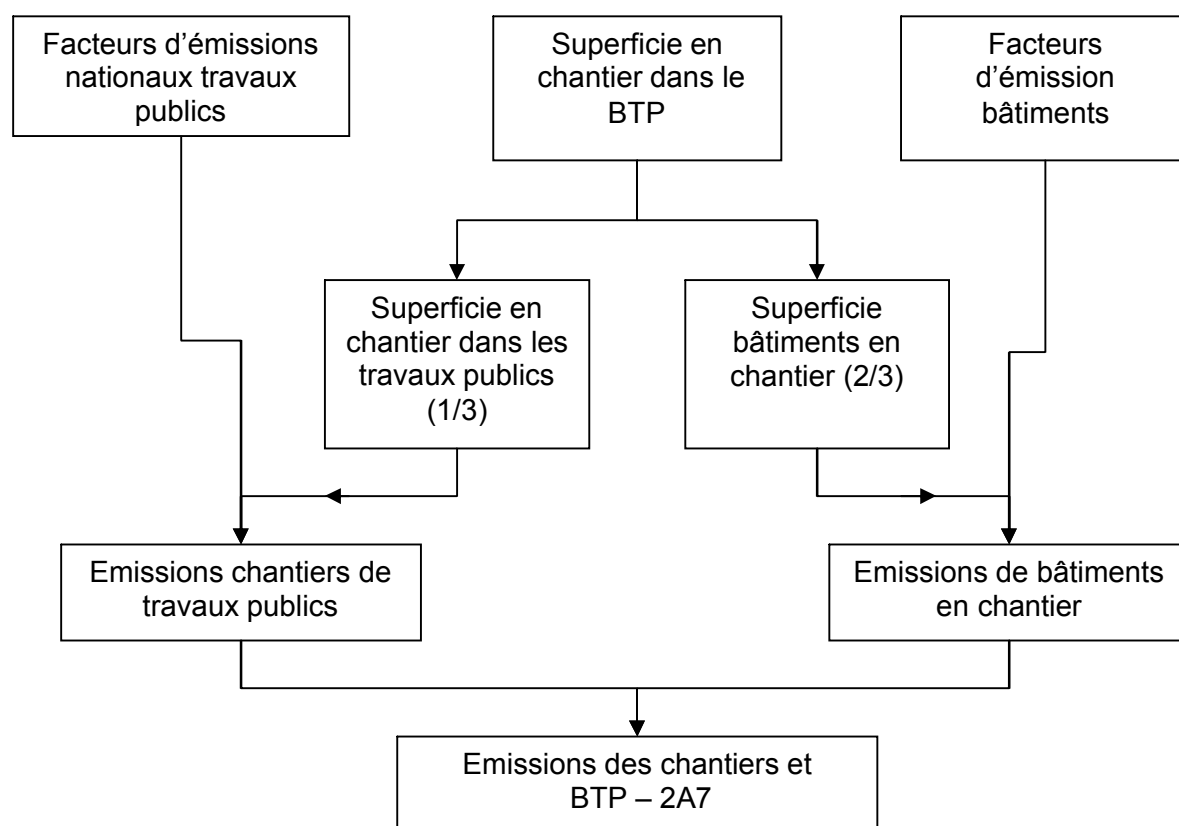 Facteurs d'émissions
nationaux travaux
publics
Superficie en
chantier dans le
BTP
Facteurs
d'émission
bâtiments
Superficie en
chantier dans les
travaux publics
(1/3)
Superficie
bâtiments en
chantier (2/3)
Emissions chantiers de
travaux publics
Emissions de bâtiments
en chantier
Emissions des chantiers et
BTP – 2A7